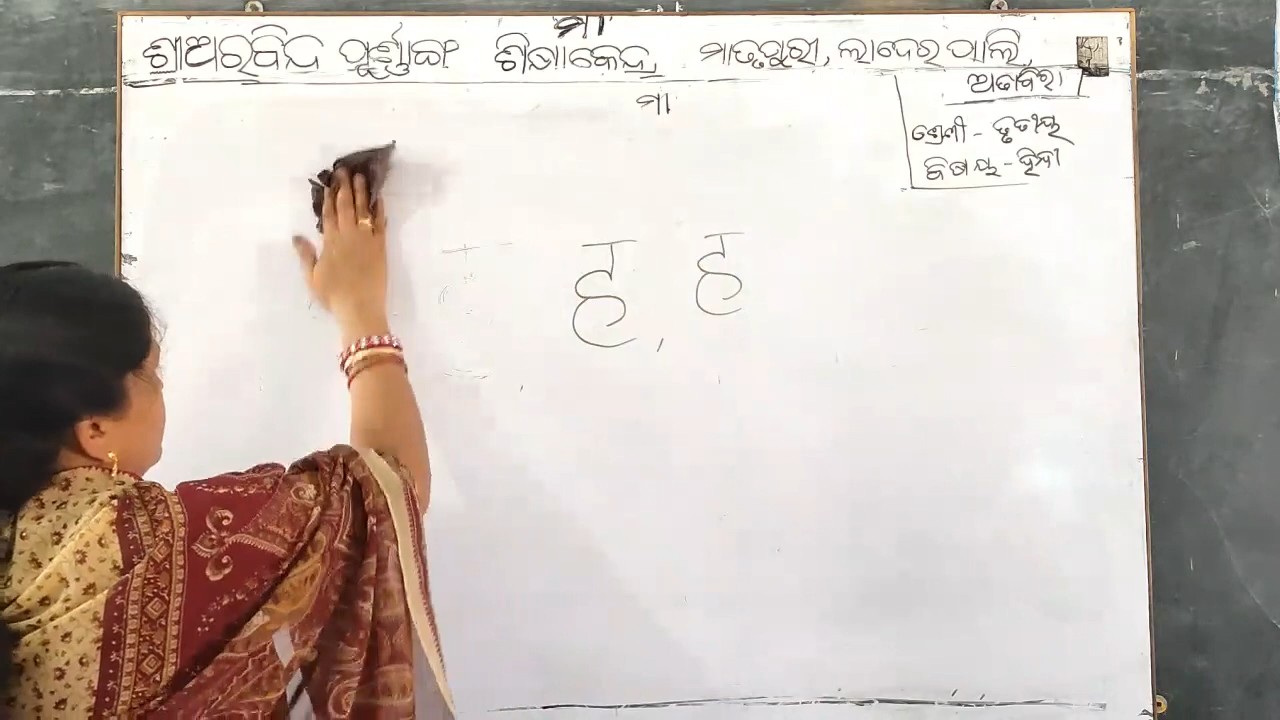 ମା
ଶ୍ରୀଅରବିନ୍ଦ ପୂର୍ଣ୍ଣାଙ୍ଗ ଶିକ୍ଷାକେନ୍ଦ୍ର ମାତୃପୁରୀ, ଲାଦେରପାଲି,
ଅତାବିରା
ମା
ଶ୍ରେଣୀ - ତୃତୀୟ
ବିଷୟ - ହିନ୍ଦୀ
ह, ह